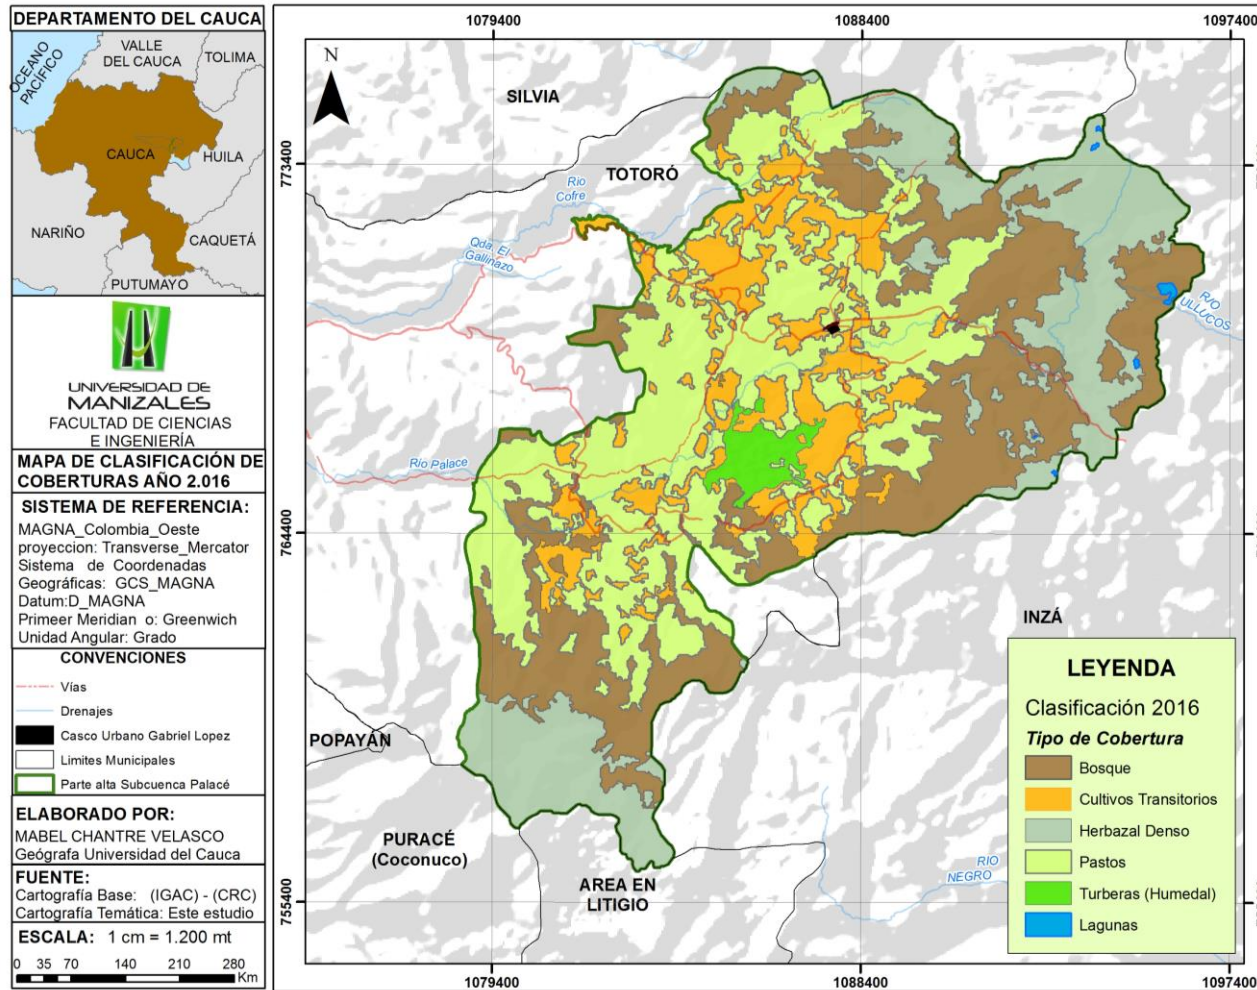 DEPARTAMENTO DEL CAUCA
OCEANO
PACÍFICO
VALLE
DEL CAUCA
TOLIMA
CAUCA
HUILA
NARIÑO
CAQUETÁ
PUTUMAYO
UNIVERSIDAD DE
MANIZALES
FACULTAD DE CIENCIAS
E INGENIERÍA
MAPA DE CLASIFICACIÓN DE
COBERTURAS AÑO 2.016
SISTEMA DE REFERENCIA:
MAGNA_Colombia_Oeste
proyeccion: Transverse_Mercator
Sistema de Coordenadas
Geográficas: GCS_MAGNA
Datum:D_MAGNA
Primeer Meridian o: Greenwich
Unidad Angular: Grado
CONVENCIONES
Vías
Drenajes
Casco Urbano Gabriel Lopez
Limites Municipales
Parte alta Subcuenca Palacé
ELABORADO POR:
MABEL CHANTRE VELASCO
Geógrafa Universidad del Cauca
FUENTE:
Cartografía Base: (IGAC) - (CRC)
Cartografía Temática: Este estudio
ESCALA: 1 cm = 1.200 mt
0 35 70 140 210 280
Km
1079400 1088400 1097400
N
SILVIA
773400
TOTORÓ
Rio
Cofre
Qda. El
Gallinazo
RIO
ULLUCOS
Río Palace
764400
INZÁ
POPAYÁN
PURACÉ
(Coconuco)
AREA EN
LITIGIO
RIO
NEGRO
755400
LEYENDA
Clasificación 2016
Tipo de Cobertura
Bosque
Cultivos Transitorios
Herbazal Denso
Pastos
Turberas (Humedal)
Lagunas
1079400 1088400 1097400